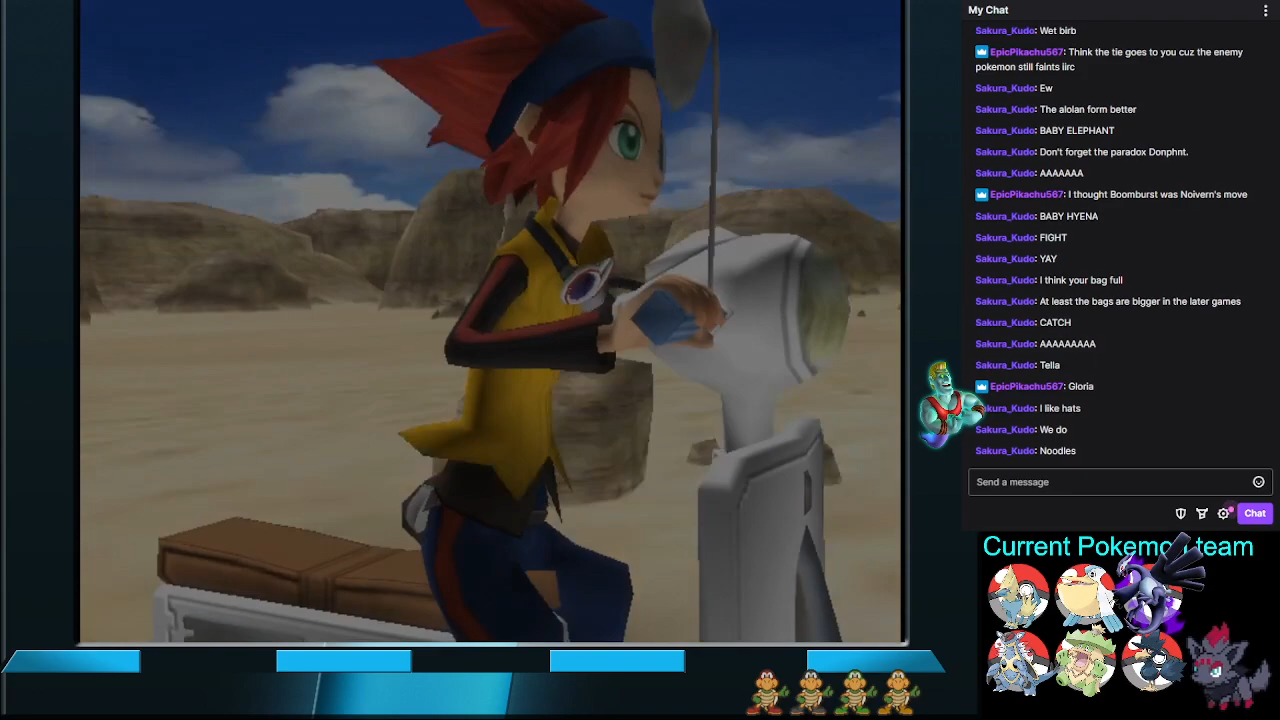 My Chat
Sakura_Kudo: Wet birb
EpicPikachu567: Think the tie goes to you cuz the enemy
pokemon still faints iirc
Sakura_Kudo: Ew
Sakura_Kudo: The alolan form better
Sakura_Kudo: BABY ELEPHANT
Sakura_Kudo: Don't forget the paradox Donphnt.
Sakura_Kudo: AAAAAAA
EpicPikachu567: I thought Boomburst was Noivern's move
Sakura_Kudo: BABY HYENA
Sakura_Kudo: FIGHT
Sakura_Kudo: YAY
Sakura_Kudo: I think your bag full
Sakura_Kudo: At least the bags are bigger in the later games
Sakura_Kudo: CATCH
Sakura_Kudo: AAAAAAAAA
Sakura_Kudo: Tella
EpicPikachu567: Gloria
Sakura_Kudo: I like hats
Sakura_Kudo: We do
Sakura_Kudo: Noodles
Send a message
Chat
Current Pokemon team